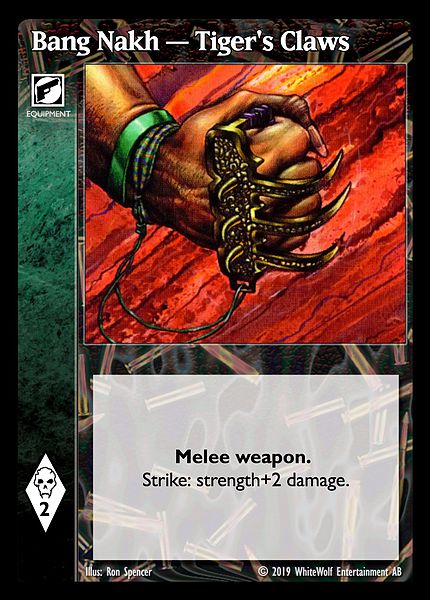 Bang Nakh — Tiger's Claws
EQUIPMENT
Melee weapon.
Strike: strength+2 damage.
2
Illus: Ron Spencer © 2019 WhiteWolf Entertainment AB